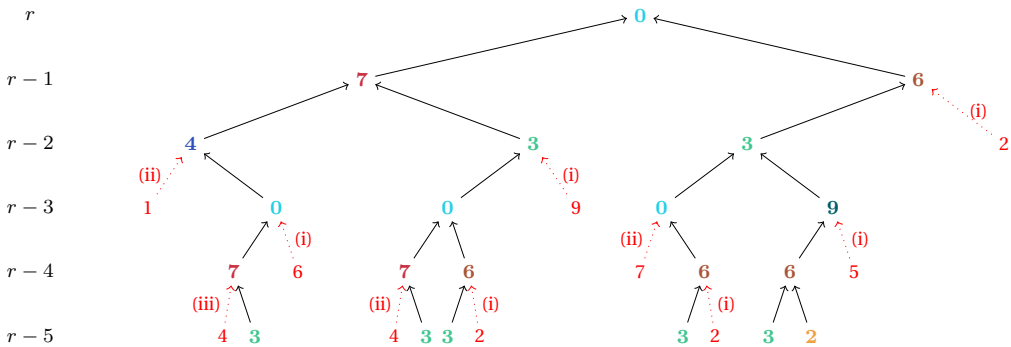 r 0
r − 1 7 6
(i)
r − 2 4 3 3 2
(ii) (i)
r − 3 1 0 0 9 0 9
(i) (ii) (i)
r − 4 7 6 7 6 7 6 6 5
(iii) (ii) (i) (i)
r − 5 4 3 4 3 3 2 3 2 3 2